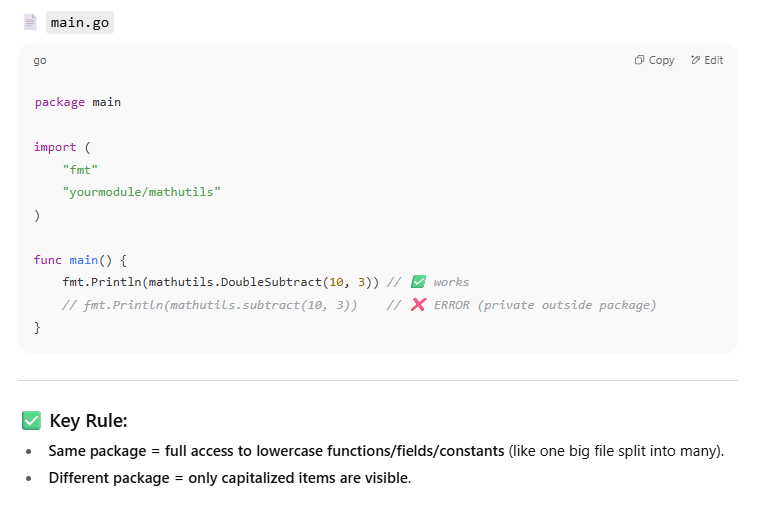 📄 main.go
go
Copy Edit
package main
import (
"fmt"
"yourmodule/mathutils"
)
func main() {
fmt.Println(mathutils.DoubleSubtract(10, 3)) // ✅ works
// fmt.Println(mathutils.subtract(10, 3)) // ❌ ERROR (private outside package)
}
✅ Key Rule:
• Same package = full access to lowercase functions/fields/constants (like one big file split into many).
• Different package = only capitalized items are visible.